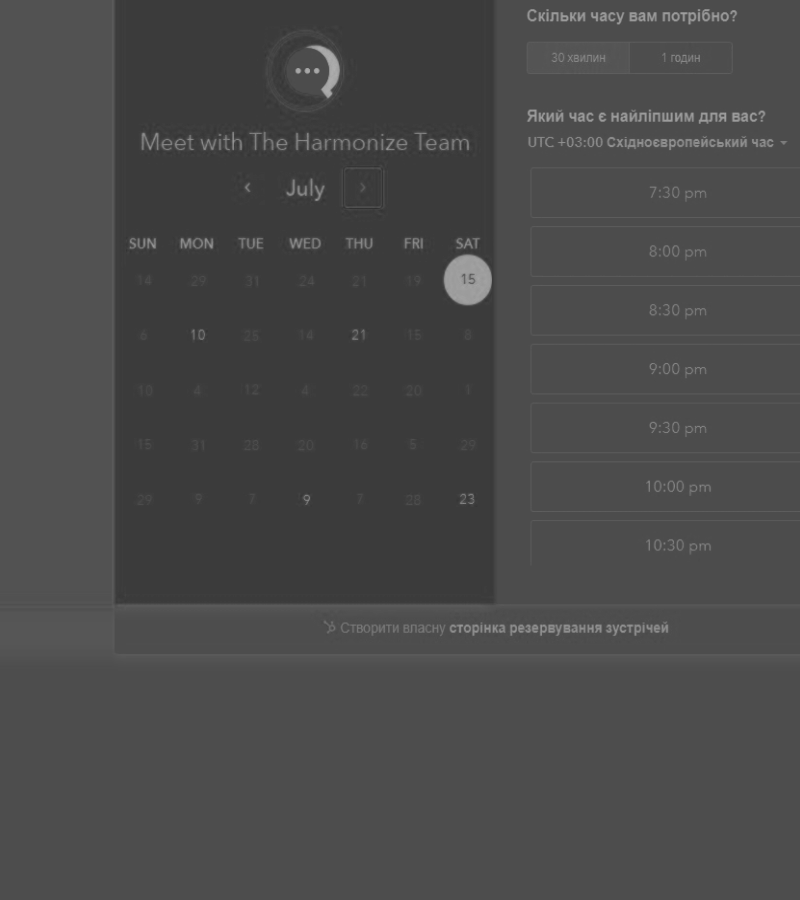 Скільки часу вам потрібно?
30 хвилин 1 годин
Який час є найліпшим для вас?
UTC +03:00 Східноєвропейський час
7:30 pm
8:00 pm
8:30 pm
9:00 pm
9:30 pm
10:00 pm
10:30 pm
Meet with The Harmonize Team
July
SUN MON TUE WED THU FRI SAT
14 29 31 24 21 19 15
6 10 25 14 21 15 8
10 4 12 4 22 20 1
15 31 28 20 16 5 29
29 9 7 9 7 28 23
Створити власну сторінка резервування зустрічей